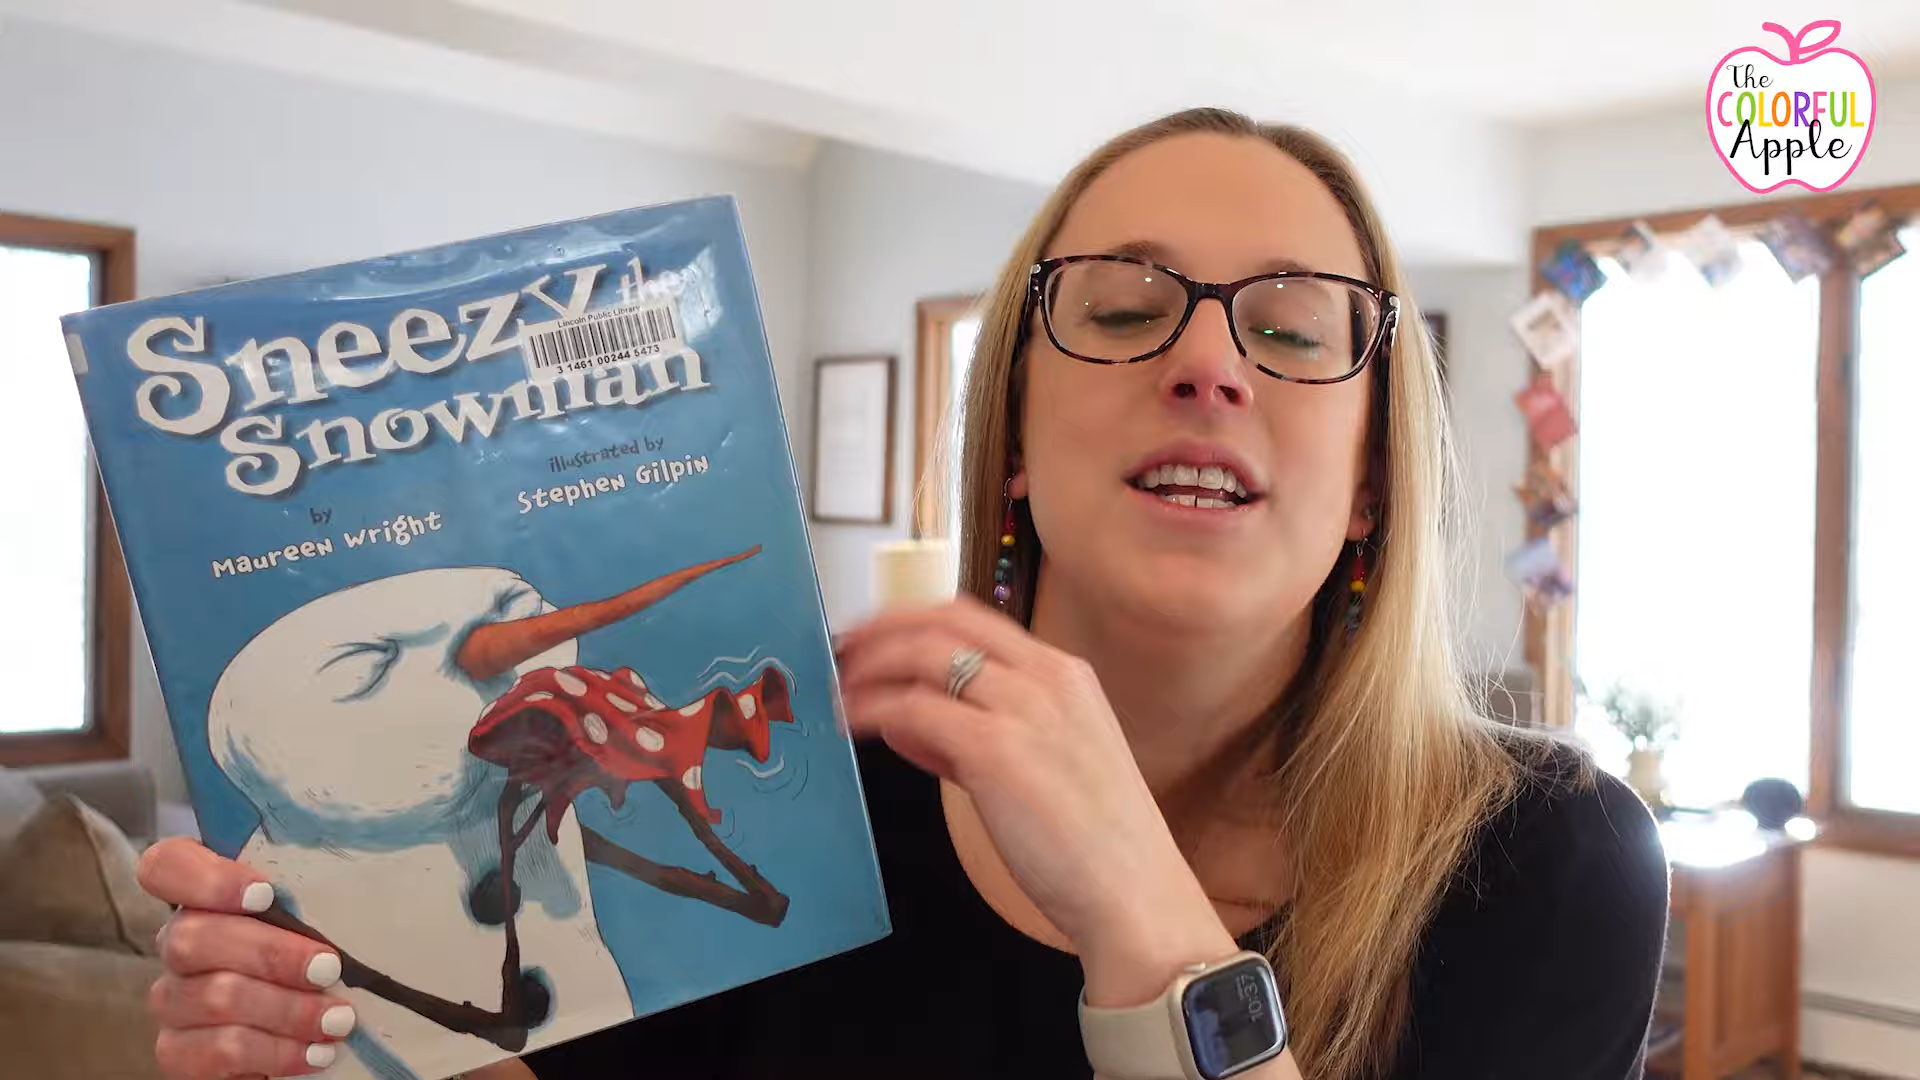 Sneezy the
Snowman
Lincoln Public Library
3 1461 00244 5473
illustrated by
Stephen Gilpin
by
Maureen Wright
The
COLORFUL
Apple
10:37